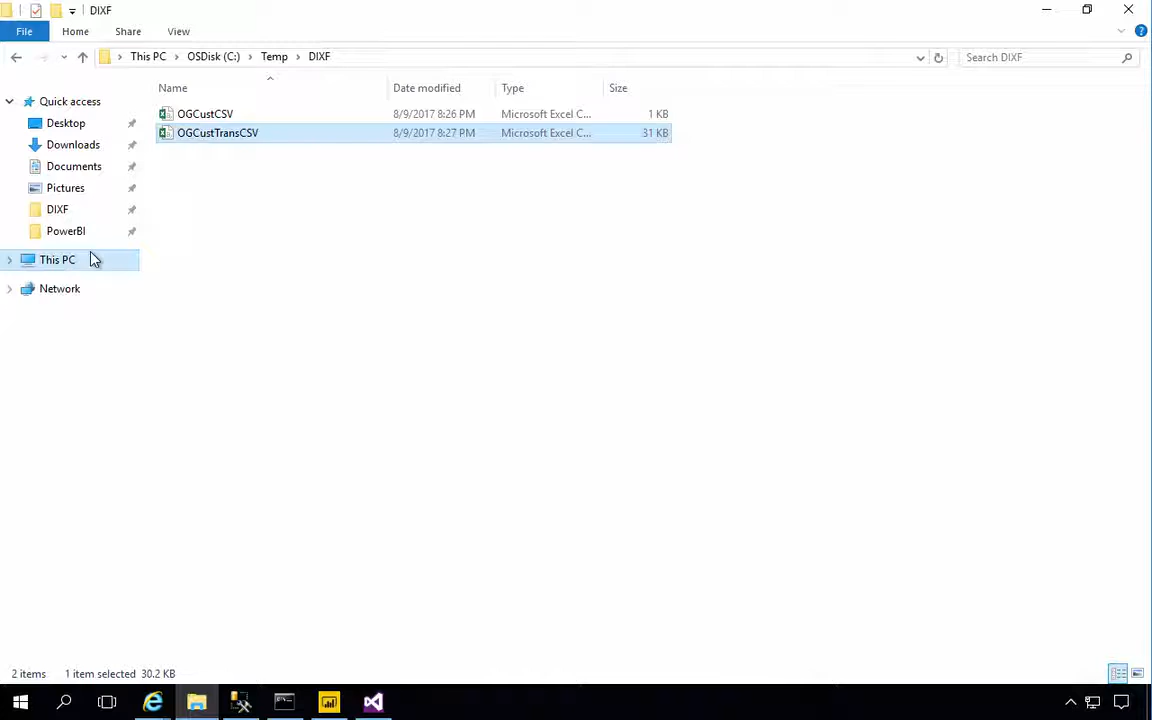 DIXF
File Home Share View
This PC OSDisk (C:) Temp DIXF Search DIXF
Name Date modified Type Size
Quick access
OGCustCSV 8/9/2017 8:26 PM Microsoft Excel C... 1 KB
Desktop
OGCustTransCSV 8/9/2017 8:27 PM Microsoft Excel C... 31 KB
Downloads
Documents
Pictures
DIXF
PowerBI
This PC
Network
2 items 1 item selected 30.2 KB